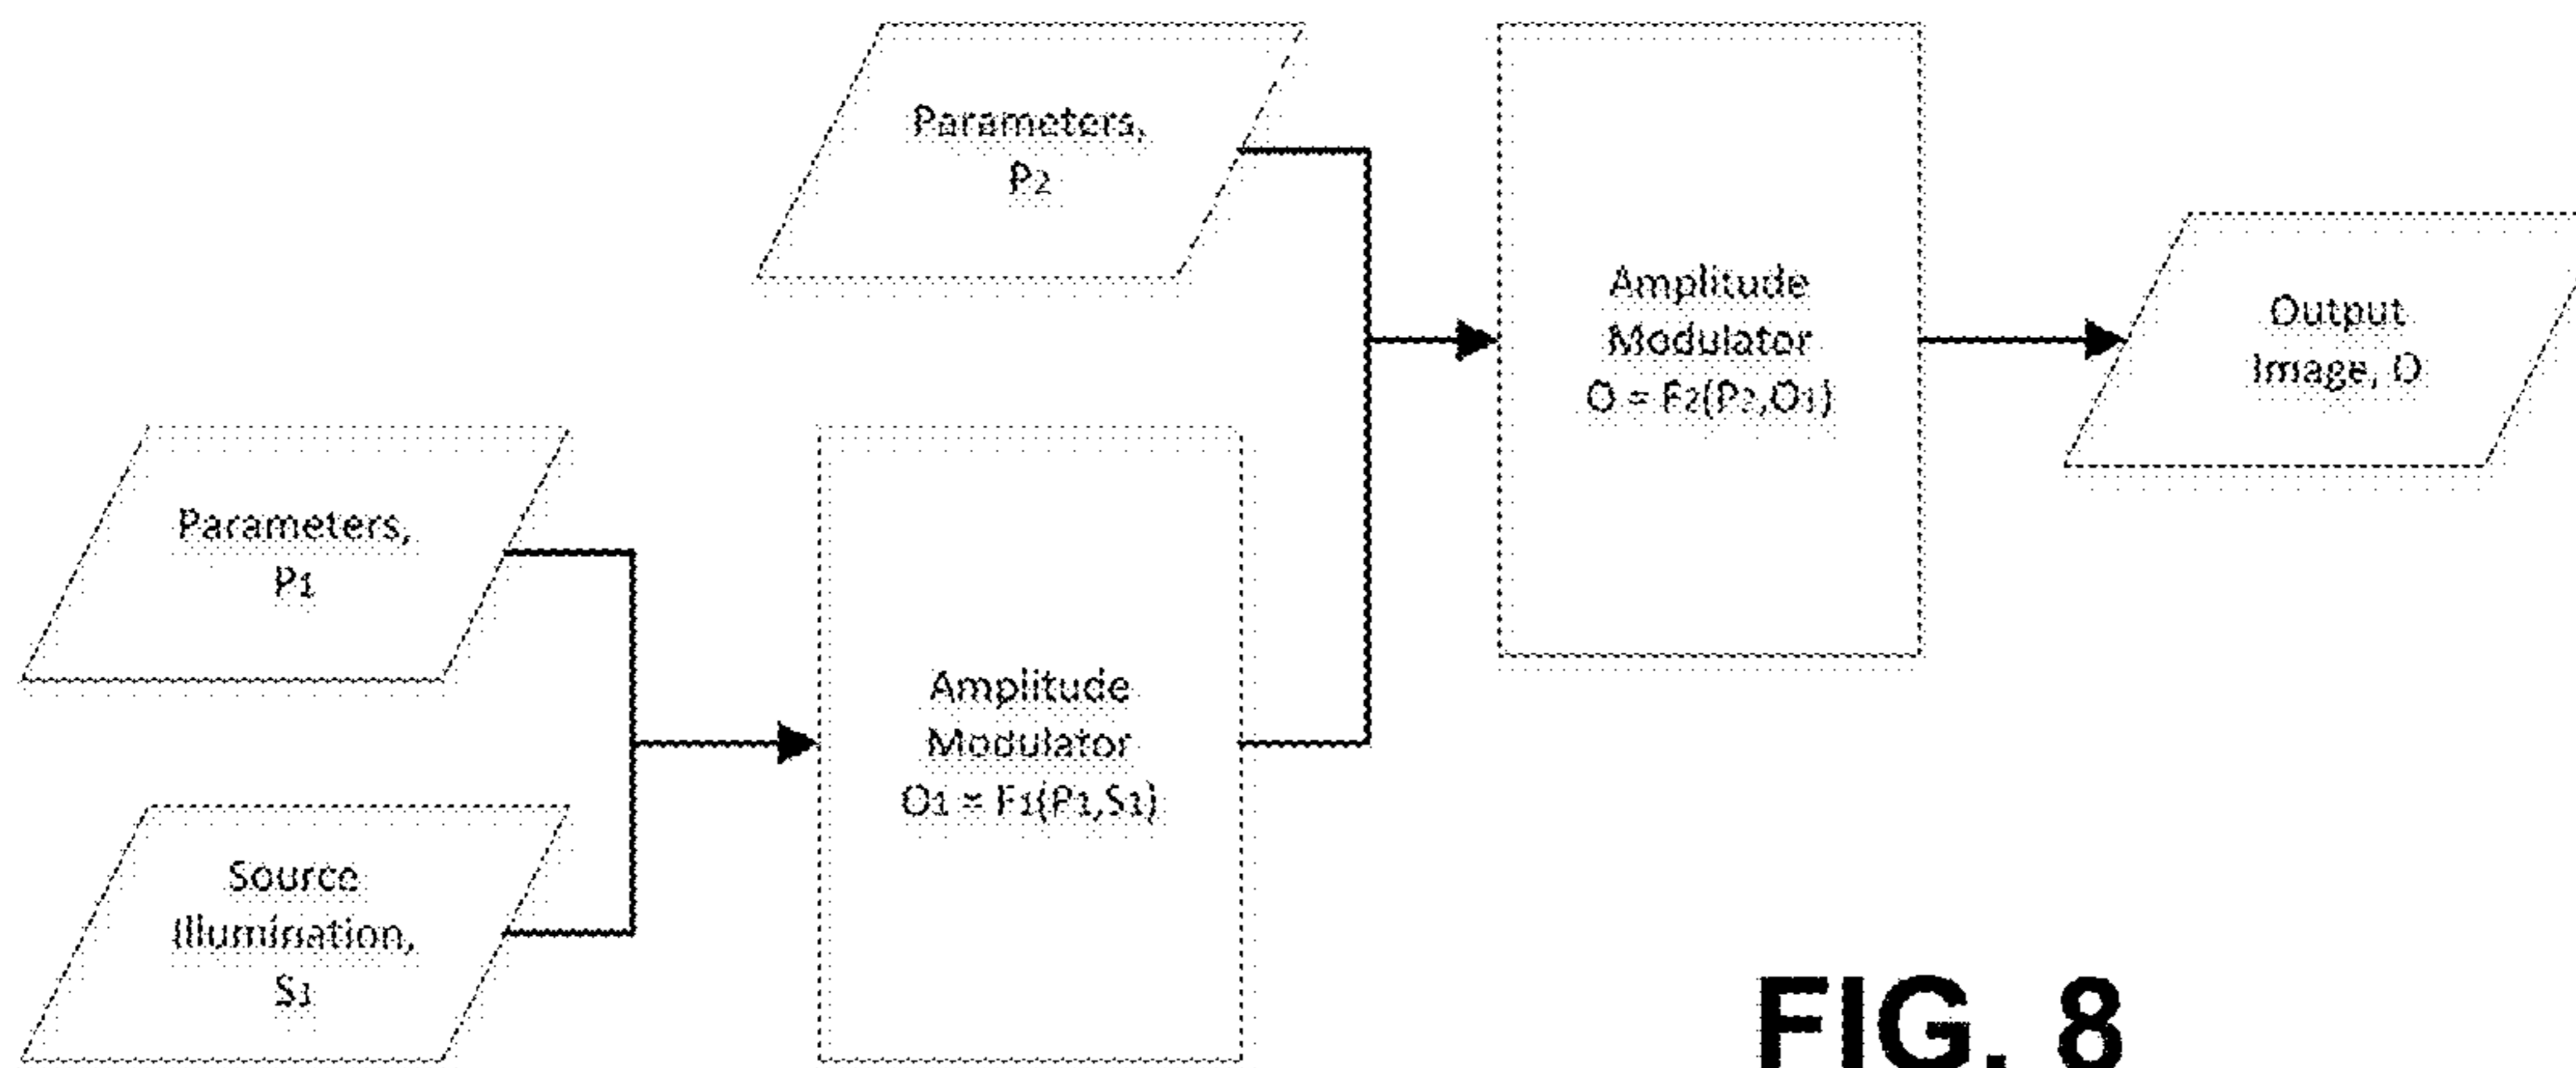 Parameters,
P2
Amplitude
Modulator
O = F2(P2,O1)
Output
Image, O
Parameters,
P1
Amplitude
Modulator
O1 = F1(P1,S1)
Source
Illumination,
S1
FIG. 8